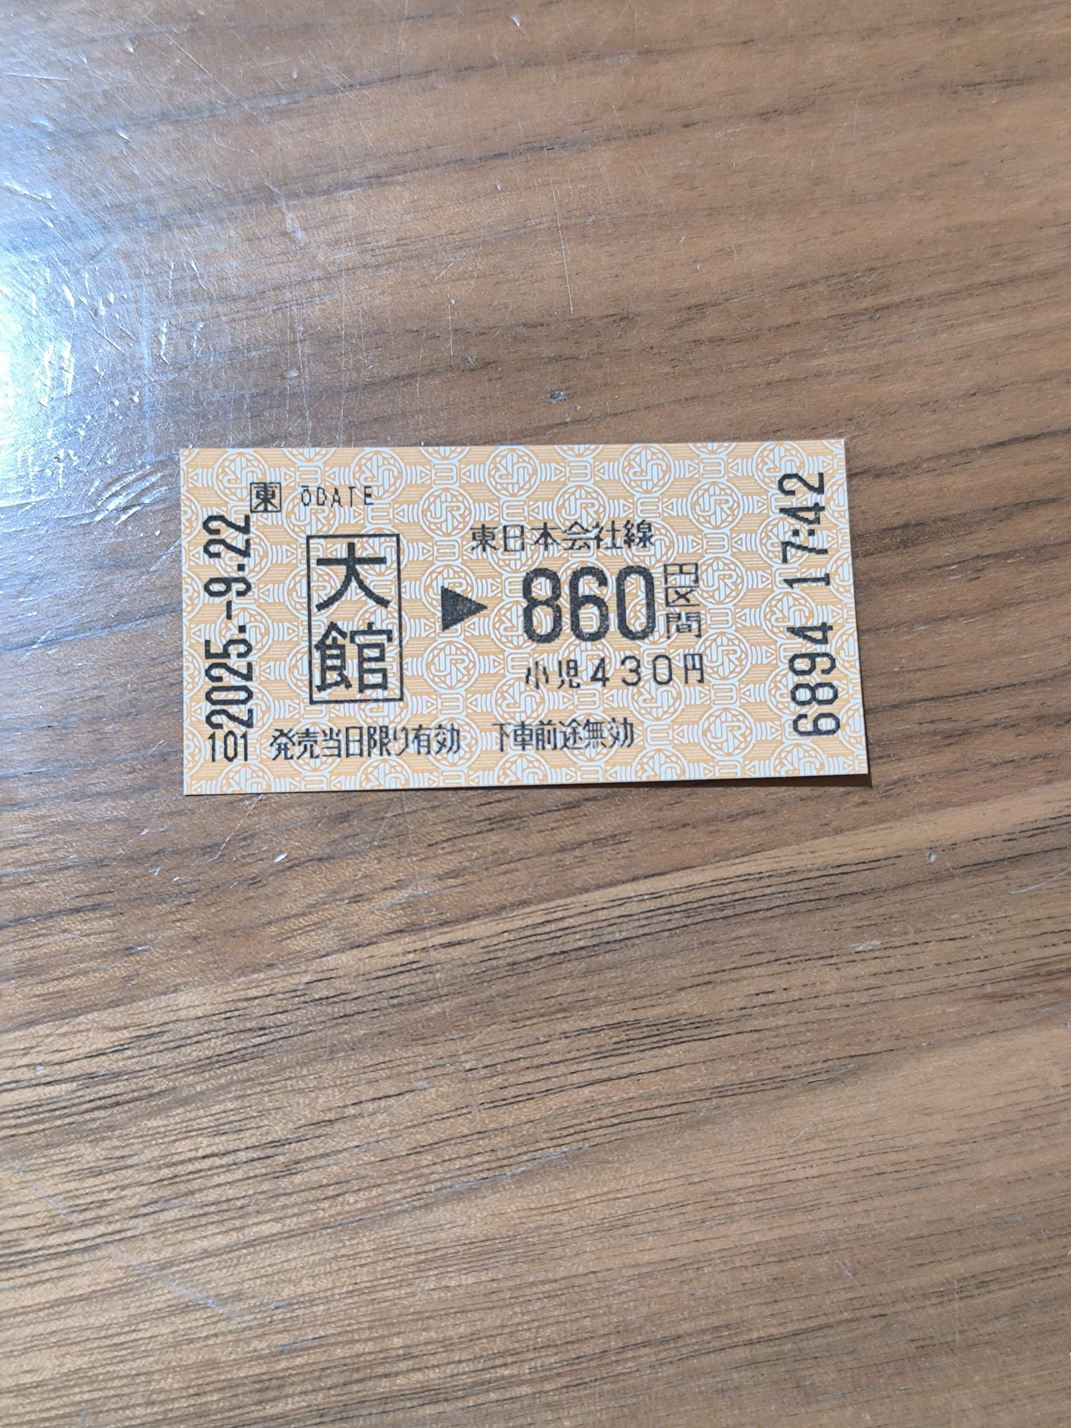 東 ŌDATE
大館
▶
東日本会社線
860円区間
小児430円
発売当日限り有効 下車前途無効
2025.-9.22
101
17:42
6894